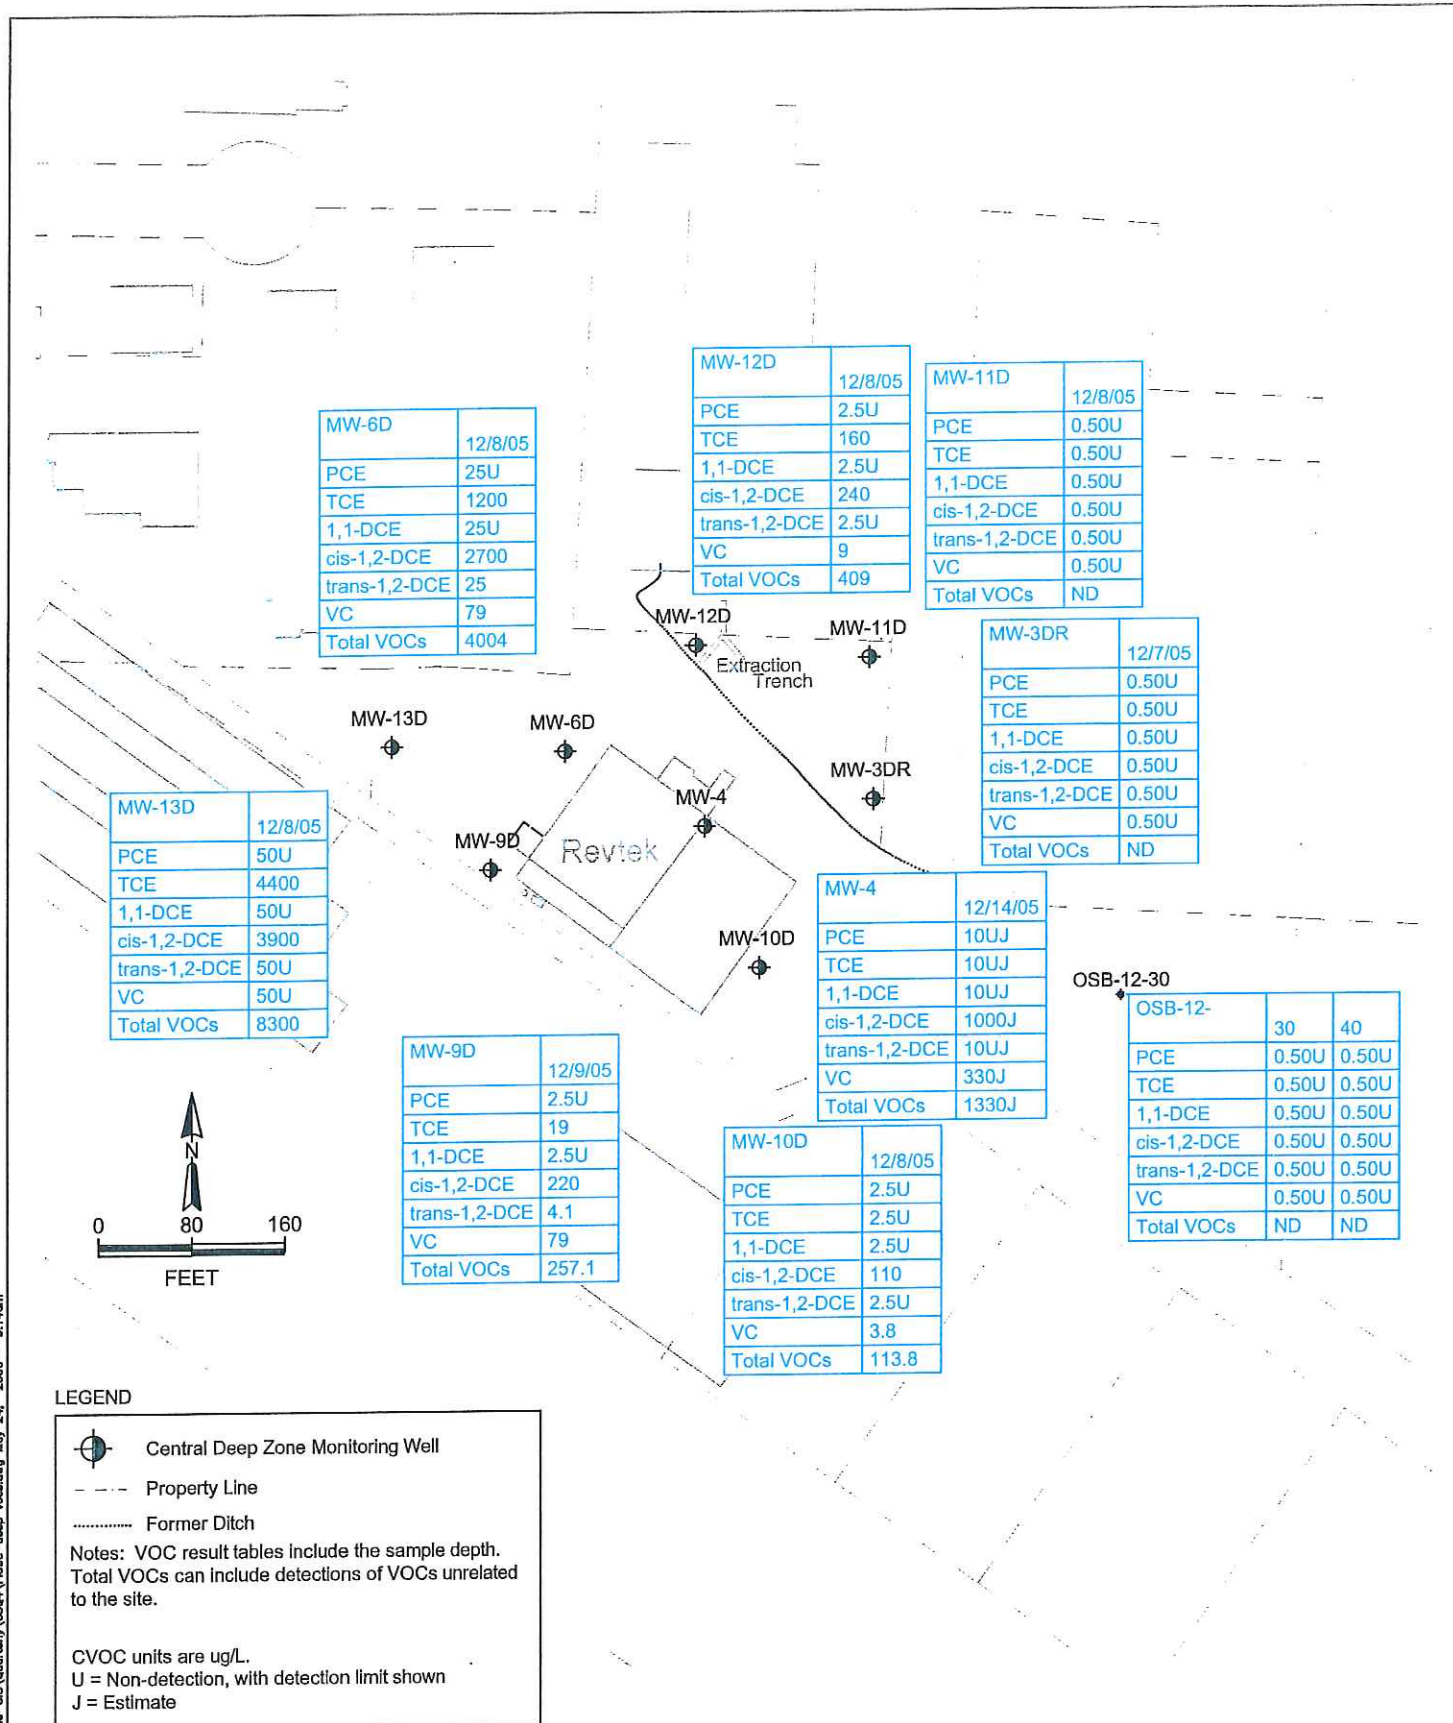 MW-12D 12/8/05
PCE 2.5U
TCE 160
1,1-DCE 2.5U
cis-1,2-DCE 240
trans-1,2-DCE 2.5U
VC 9
Total VOCs 409
MW-11D 12/8/05
PCE 0.50U
TCE 0.50U
1,1-DCE 0.50U
cis-1,2-DCE 0.50U
trans-1,2-DCE 0.50U
VC 0.50U
Total VOCs ND
MW-6D 12/8/05
PCE 25U
TCE 1200
1,1-DCE 25U
cis-1,2-DCE 2700
trans-1,2-DCE 25
VC 79
Total VOCs 4004
MW-12D
MW-11D
Extraction
Trench
MW-3DR 12/7/05
PCE 0.50U
TCE 0.50U
1,1-DCE 0.50U
cis-1,2-DCE 0.50U
trans-1,2-DCE 0.50U
VC 0.50U
Total VOCs ND
MW-13D
MW-6D
MW-3DR
MW-4
MW-9D
Revtek
MW-10D
MW-13D 12/8/05
PCE 50U
TCE 4400
1,1-DCE 50U
cis-1,2-DCE 3900
trans-1,2-DCE 50U
VC 50U
Total VOCs 8300
MW-4 12/14/05
PCE 10UJ
TCE 10UJ
1,1-DCE 10UJ
cis-1,2-DCE 1000J
trans-1,2-DCE 10UJ
VC 330J
Total VOCs 1330J
OSB-12-30
OSB-12- 30 40
PCE 0.50U 0.50U
TCE 0.50U 0.50U
1,1-DCE 0.50U 0.50U
cis-1,2-DCE 0.50U 0.50U
trans-1,2-DCE 0.50U 0.50U
VC 0.50U 0.50U
Total VOCs ND ND
MW-9D 12/9/05
PCE 2.5U
TCE 19
1,1-DCE 2.5U
cis-1,2-DCE 220
trans-1,2-DCE 4.1
VC 79
Total VOCs 257.1
MW-10D 12/8/05
PCE 2.5U
TCE 2.5U
1,1-DCE 2.5U
cis-1,2-DCE 110
trans-1,2-DCE 2.5U
VC 3.8
Total VOCs 113.8
N
0 80 160
FEET
LEGEND
Central Deep Zone Monitoring Well
Property Line
Former Ditch
Notes: VOC result tables include the sample depth.
Total VOCs can include detections of VOCs unrelated
to the site.
CVOC units are ug/L.
U = Non-detection, with detection limit shown
J = Estimate